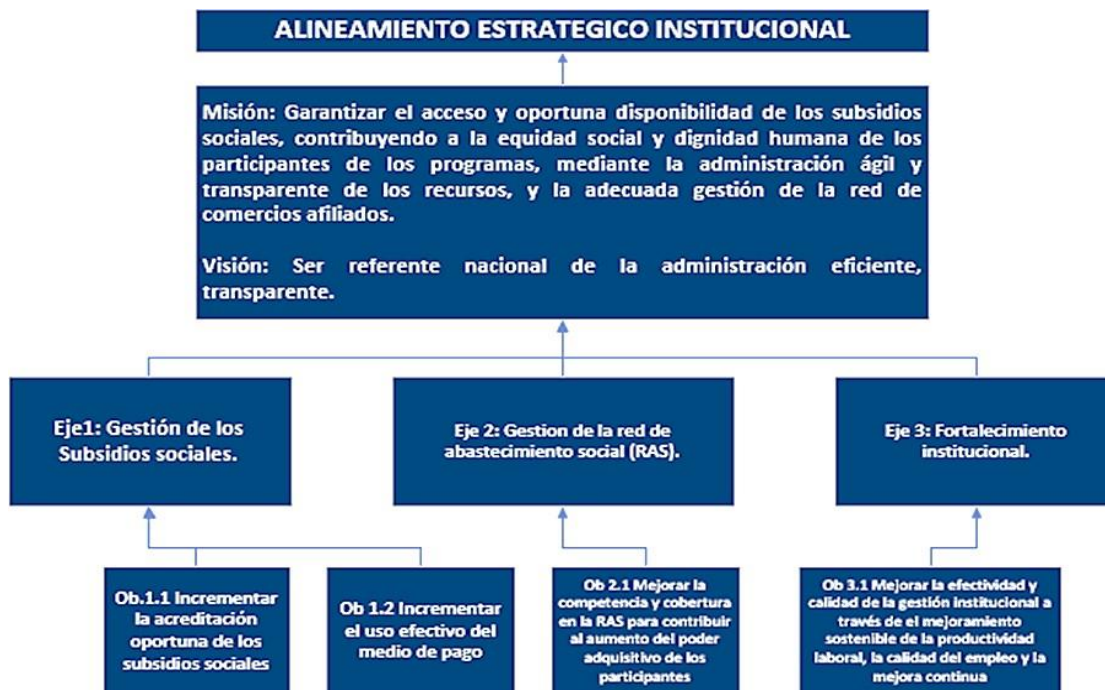 ALINEAMIENTO ESTRATEGICO INSTITUCIONAL
Misión: Garantizar el acceso y oportuna disponibilidad de los subsidios
sociales, contribuyendo a la equidad social y dignidad humana de los
participantes de los programas, mediante la administración ágil y
transparente de los recursos, y la adecuada gestión de la red de
comercios afiliados.
Visión: Ser referente nacional de la administración eficiente,
transparente.
Eje1: Gestión de los
Subsidios sociales.
Eje 2: Gestion de la red de
abastecimiento social (RAS).
Eje 3: Fortalecimiento
institucional.
Ob.1.1 Incrementar
la acreditación
oportuna de los
subsidios sociales
Ob 1.2 Incrementar
el uso efectivo del
medio de pago
Ob 2.1 Mejorar la
competencia y cobertura
en la RAS para contribuir
al aumento del poder
adquisitivo de los
participantes
Ob 3.1 Mejorar la efectividad y
calidad de la gestión institucional a
través de el mejoramiento
sostenible de la productividad
laboral, la calidad del empleo y la
mejora continua